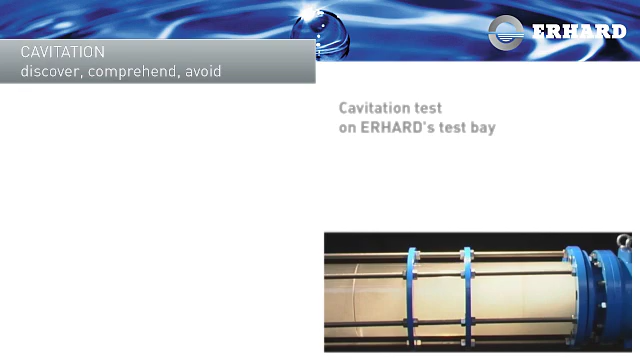 ERHARD
CAVITATION
discover, comprehend, avoid
Cavitation test
on ERHARD's test bay